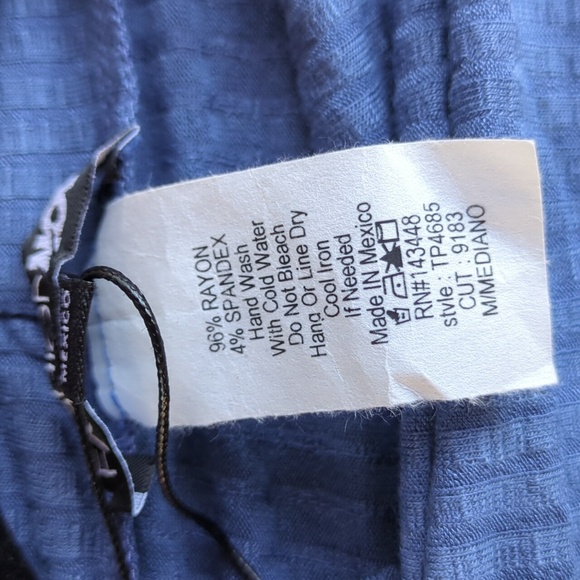 96% RAYON
4% SPANDEX
Hand Wash
With Cold Water
Do Not Bleach
Hang Or Line Dry
Cool Iron
If Needed
Made IN Mexico
RN#143448
style. TP4685
CUT : 9183
M/MEDIANO
MEXICO